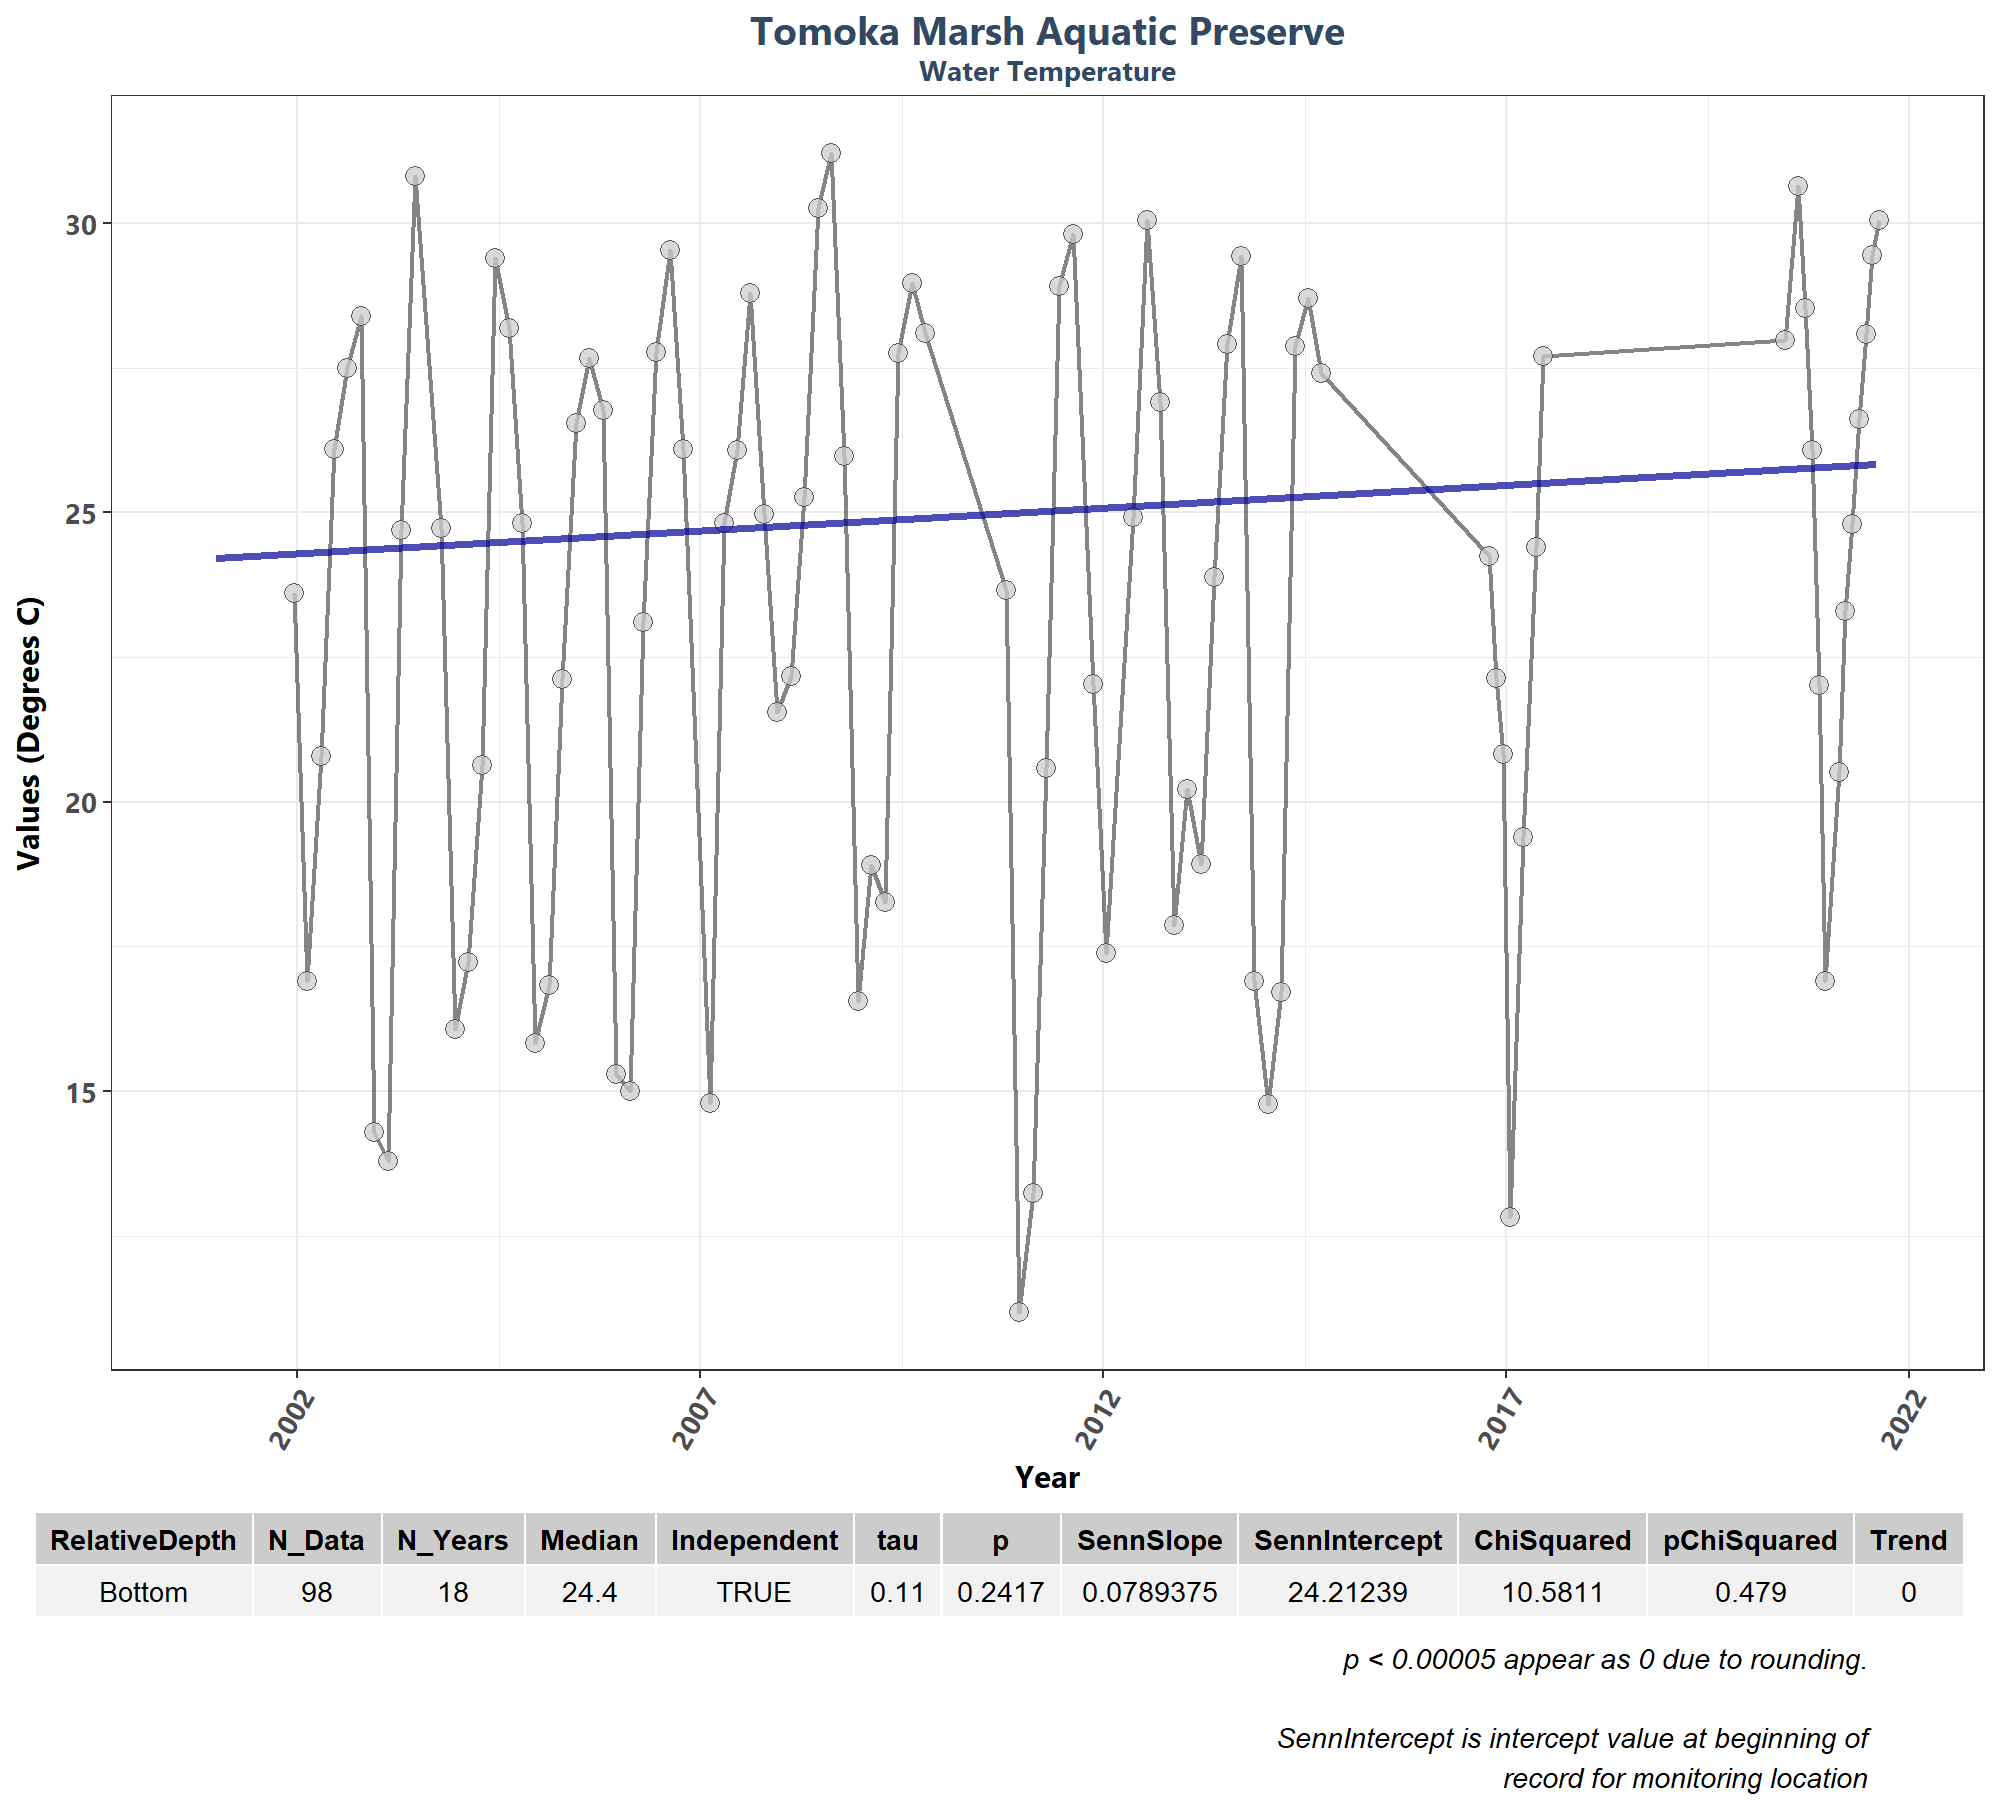 Tomoka Marsh Aquatic Preserve
Water Temperature
Values (Degrees C)
30
25
20
15
2002
2007
2012
2017
2022
Year
RelativeDepth N_Data N_Years Median Independent tau p SennSlope SennIntercept ChiSquared pChiSquared Trend
Bottom 98 18 24.4 TRUE 0.11 0.2417 0.0789375 24.21239 10.5811 0.479 0
p < 0.00005 appear as 0 due to rounding.
SennIntercept is intercept value at beginning of
record for monitoring location